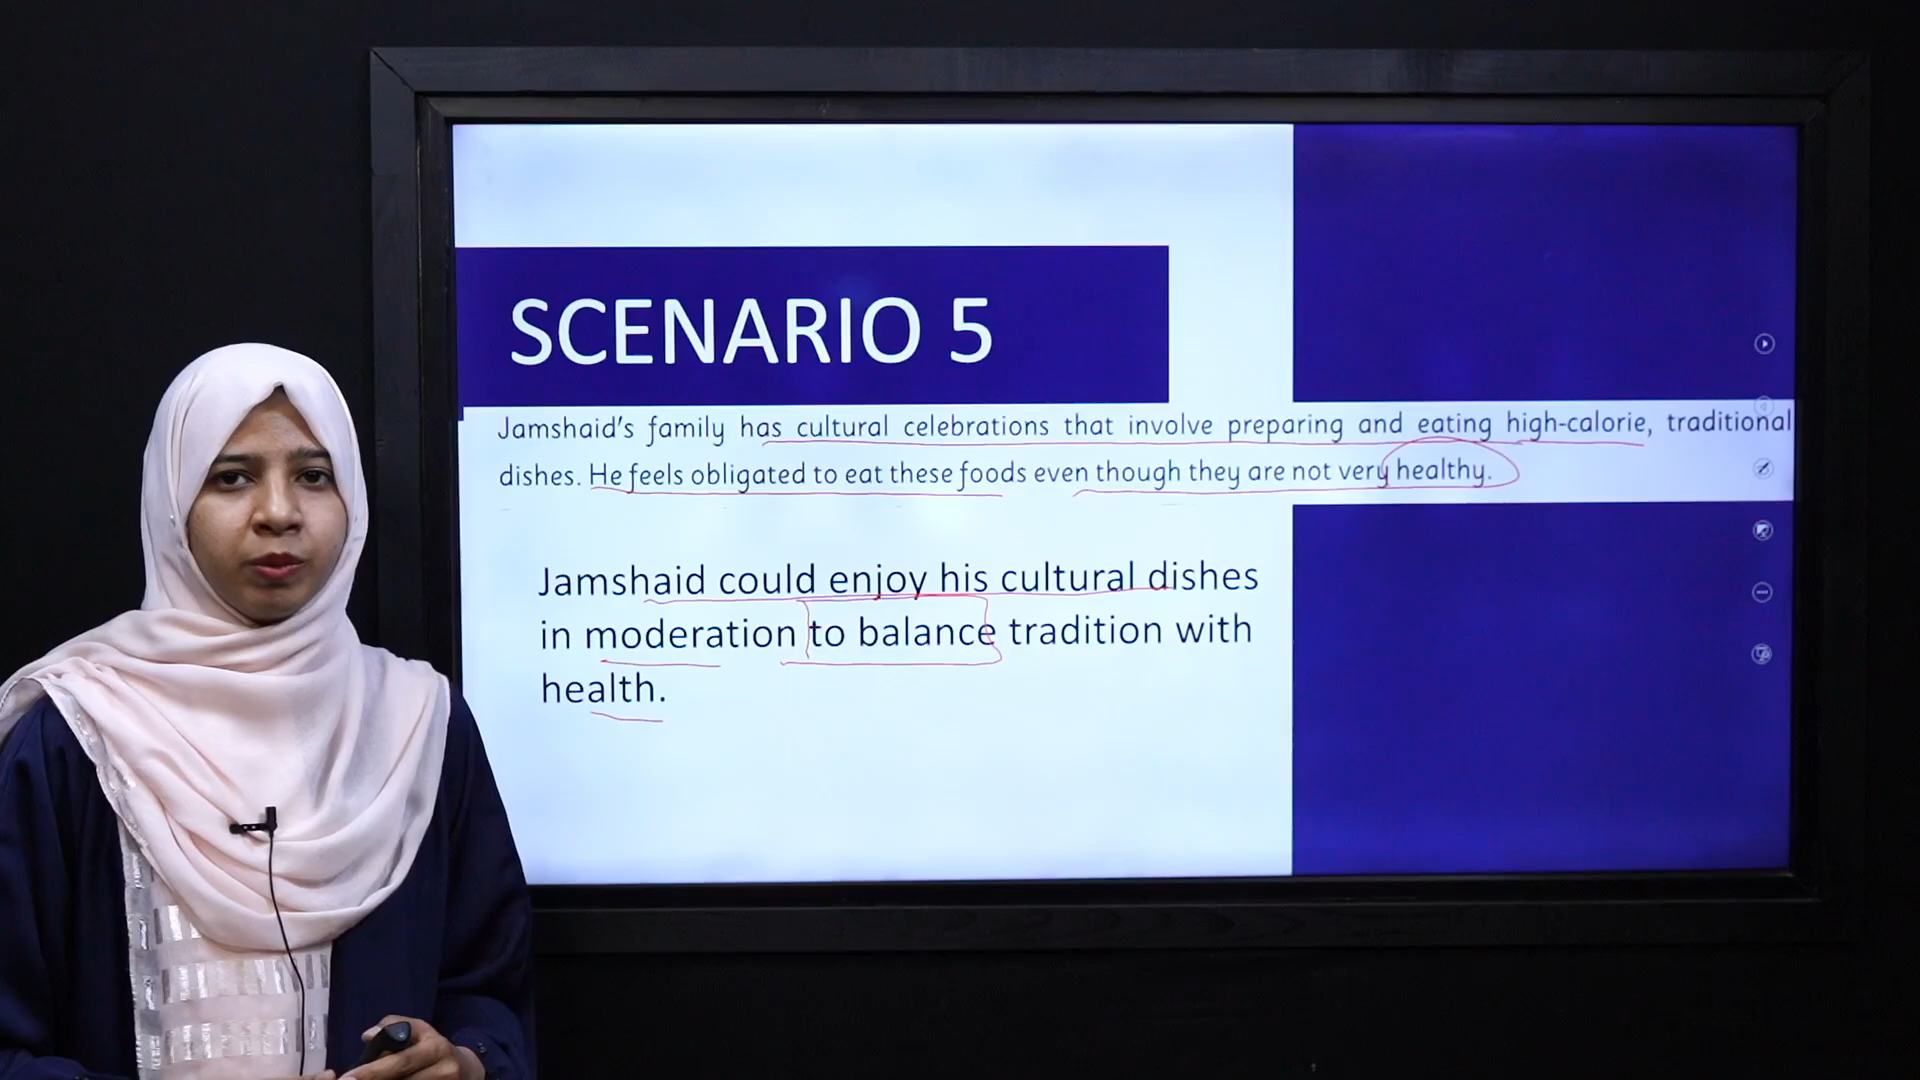 SCENARIO 5
Jamshaid's family has cultural celebrations that involve preparing and eating high-calorie, traditional
dishes. He feels obligated to eat these foods even though they are not very healthy.
Jamshaid could enjoy his cultural dishes
in moderation to balance tradition with
health.